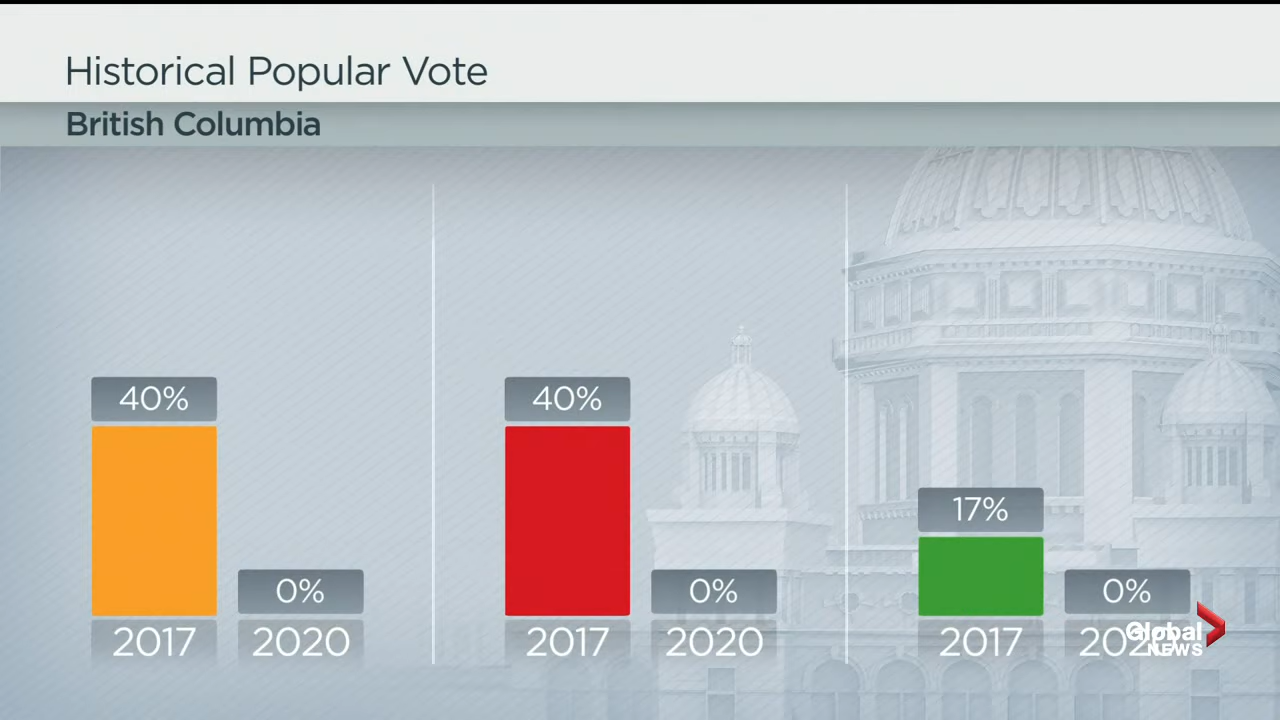 Historical Popular Vote
British Columbia
40%
40%
17%
0%
0%
0%
2017
2020
2017
2020
2017
Global
NEWS